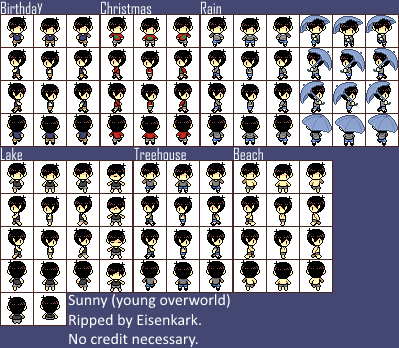 BirthdaY
Christmas
Rain
Lake
Treehouse
Beach
Sunny (young overworld)
Ripped by Eisenkark.
No credit necessary.